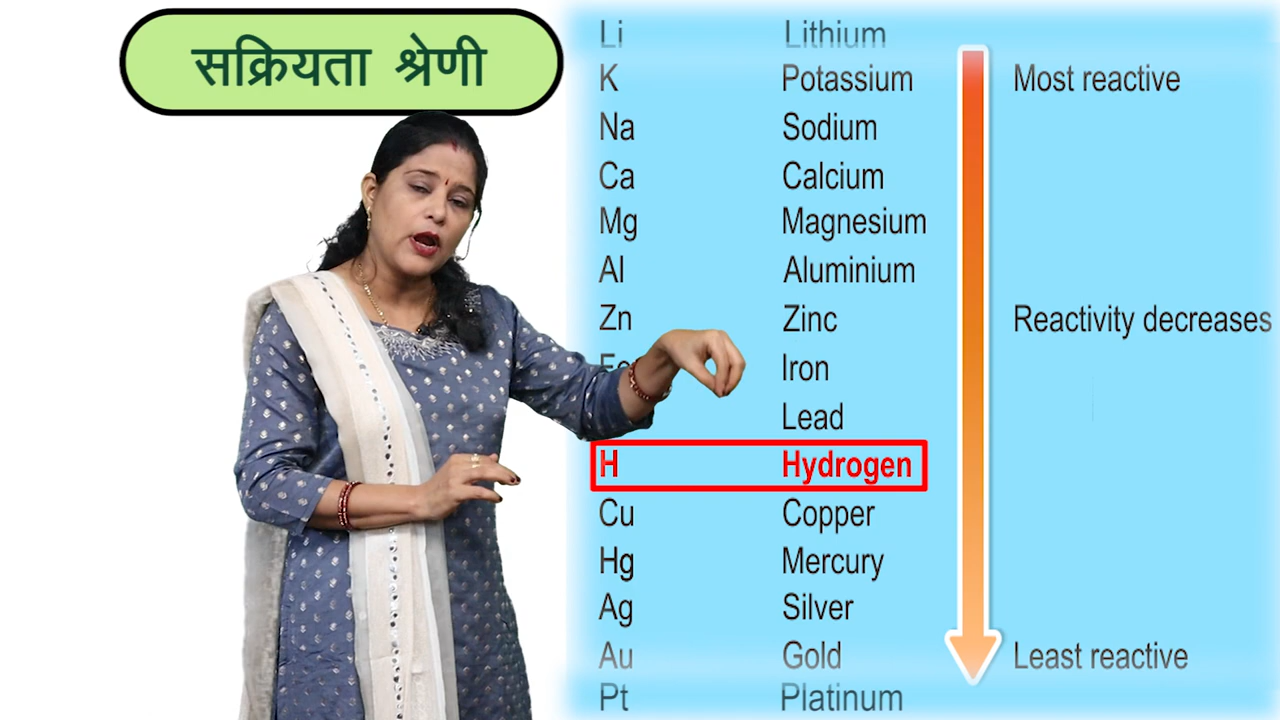 सक्रियता श्रेणी
Li Lithium
K Potassium Most reactive
Na Sodium
Ca Calcium
Mg Magnesium
Al Aluminium
Zn Zinc Reactivity decreases
Iron
Lead
H Hydrogen
Cu Copper
Hg Mercury
Ag Silver
Au Gold Least reactive
Pt Platinum